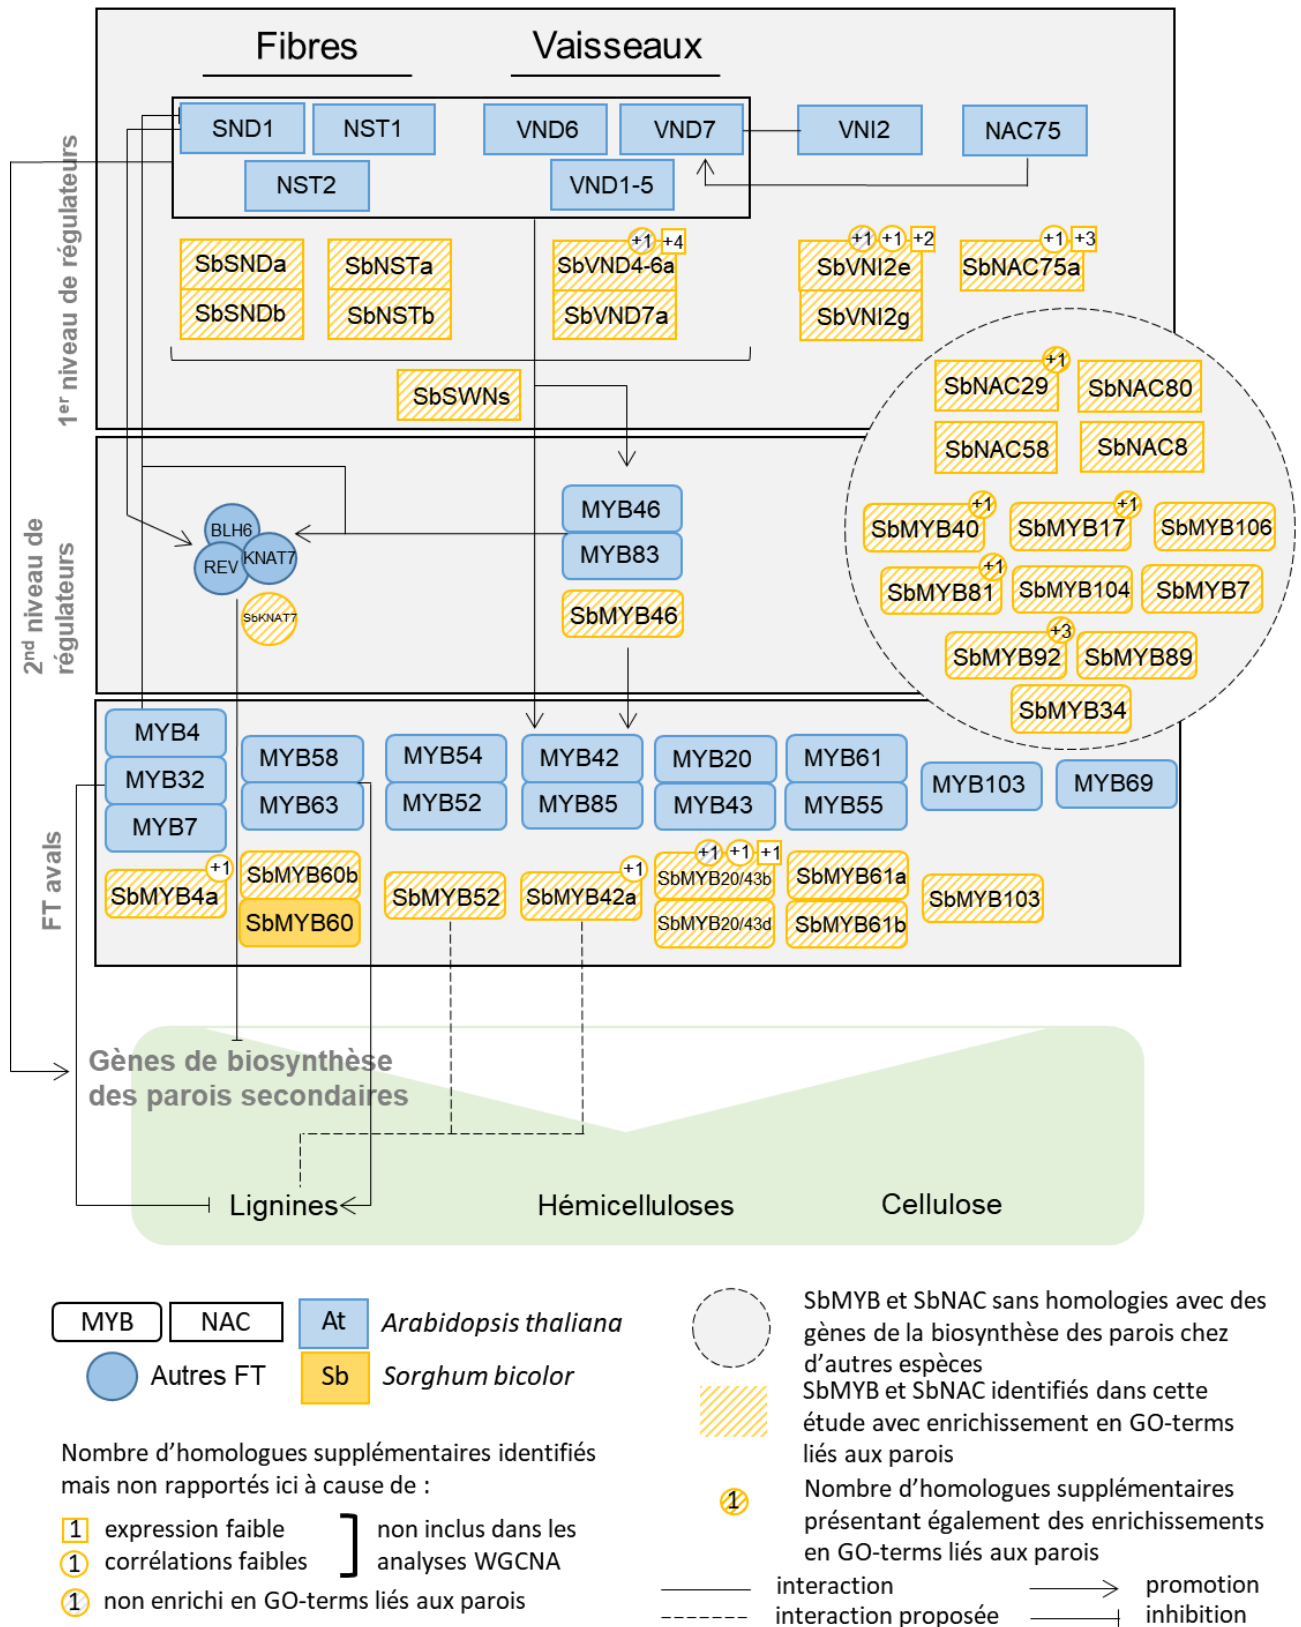 Fibres
Vaisseaux
1er niveau de régulateurs
SND1
NST1
VND6
VND7
VNI2
NAC75
NST2
VND1-5
+1
+4
+1
+1
+2
+1
+3
SbSNDa
SbNSTa
SbVND4-6a
SbVNI2e
SbNAC75a
SbSNDb
SbNSTb
SbVND7a
SbVNI2g
SbSWNs
+1
SbNAC29
SbNAC80
SbNAC58
SbNAC8
+1
+1
SbMYB40
SbMYB17
SbMYB106
+1
SbMYB81
SbMYB104
SbMYB7
+3
SbMYB92
SbMYB89
SbMYB34
2nd niveau de
régulateurs
BLH6
REV
KNAT7
SbKNAT7
MYB46
MYB83
SbMYB46
FT avals
MYB4
MYB32
MYB7
MYB58
MYB63
MYB54
MYB52
MYB42
MYB85
MYB20
MYB43
MYB61
MYB55
MYB103
MYB69
+1
SbMYB4a
SbMYB60b
SbMYB60
SbMYB52
+1
SbMYB42a
+1
+1
+1
SbMYB20/43b
SbMYB20/43d
SbMYB61a
SbMYB61b
SbMYB103
Gènes de biosynthèse
des parois secondaires
Lignines
Hémicelluloses
Cellulose
MYB
NAC
At
Arabidopsis thaliana
Autres FT
Sb
Sorghum bicolor
Nombre d'homologues supplémentaires identifiés
mais non rapportés ici à cause de :
1 expression faible
1 corrélations faibles
non inclus dans les
analyses WGCNA
1 non enrichi en GO-terms liés aux parois
SbMYB et SbNAC sans homologies avec des
gènes de la biosynthèse des parois chez
d'autres espèces
SbMYB et SbNAC identifiés dans cette
étude avec enrichissement en GO-terms
liés aux parois
1
Nombre d'homologues supplémentaires
présentant également des enrichissements
en GO-terms liés aux parois
interaction
promotion
interaction proposée
inhibition